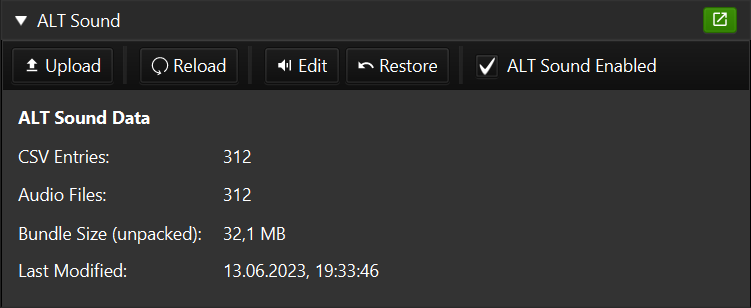 ALT Sound
Upload Reload Edit Restore ALT Sound Enabled
ALT Sound Data
CSV Entries: 312
Audio Files: 312
Bundle Size (unpacked): 32,1 MB
Last Modified: 13.06.2023, 19:33:46